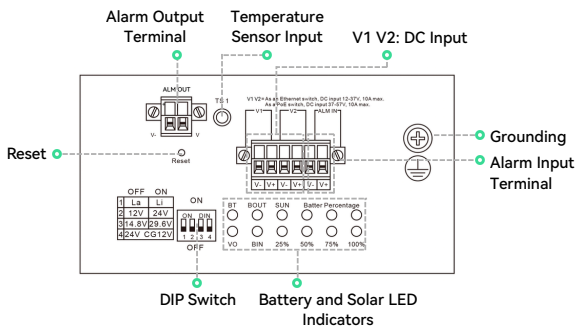 Alarm Output
Terminal
Temperature
Sensor Input
V1 V2: DC Input
ALM OUT
TS 1
V1 V2= As an Ethernet switch, DC input 12-37V, 10A max.
As a PoE switch, DC input 37-57V, 10A max.
V1
V2
ALM IN
V-
V
Reset
Reset
Grounding
Alarm Input
Terminal
V- V+ V- V+ V- V+
OFF ON
1 La Li
2 12V 24V
3 14.8V 29.6V
4 24V CG12V
ON
ON DIN
1 2 3 4
OFF
BT BOUT SUN Batter Percentage
VO BIN 25% 50% 75% 100%
DIP Switch
Battery and Solar LED
Indicators